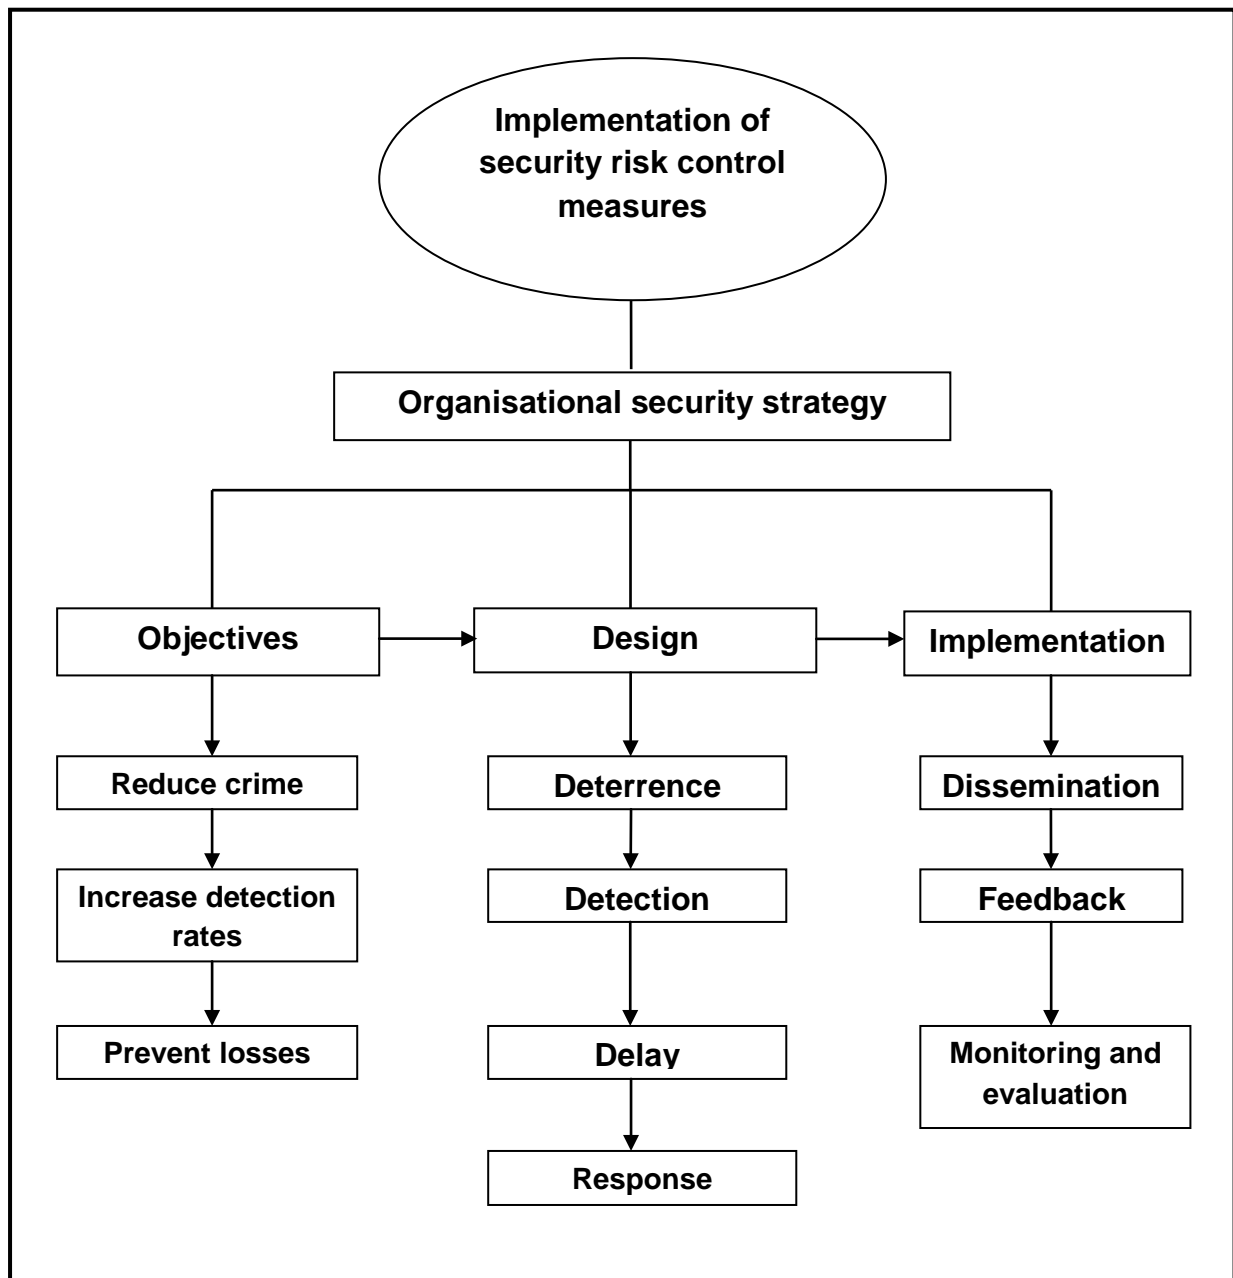 Implementation of
security risk control
measures
Organisational security strategy
Objectives
Design
Implementation
Reduce crime
Deterrence
Dissemination
Increase detection
rates
Detection
Feedback
Prevent losses
Delay
Monitoring and
evaluation
Response